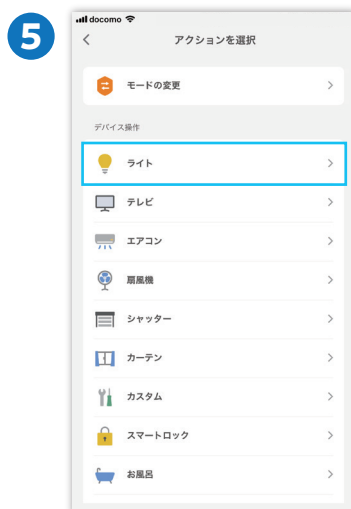 5
docomo
アクションを選択
モードの変更
デバイス操作
ライト
テレビ
エアコン
扇風機
シャッター
カーテン
カスタム
スマートロック
お風呂